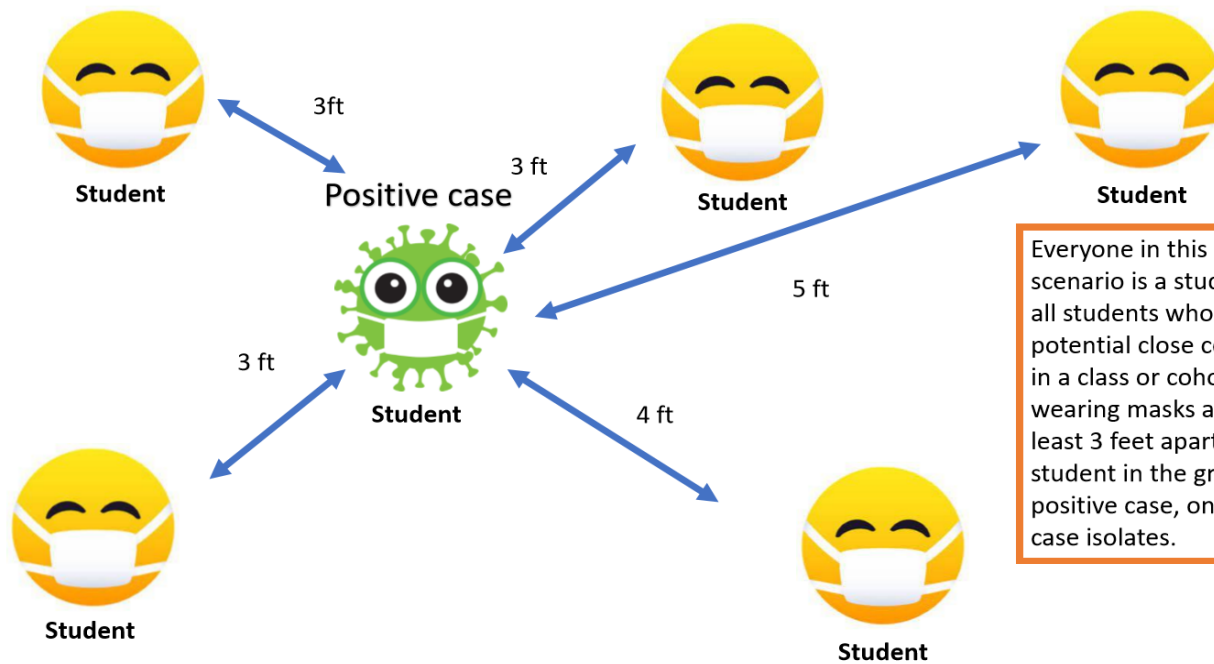 3ft
Student
Positive case
3 ft
Student
Student
5 ft
3 ft
Student
4 ft
Student
Student
Everyone in this
scenario is a
all students who
potential close
in a class or
wearing masks
least 3 feet apart
student in the
positive case,
case isolates.